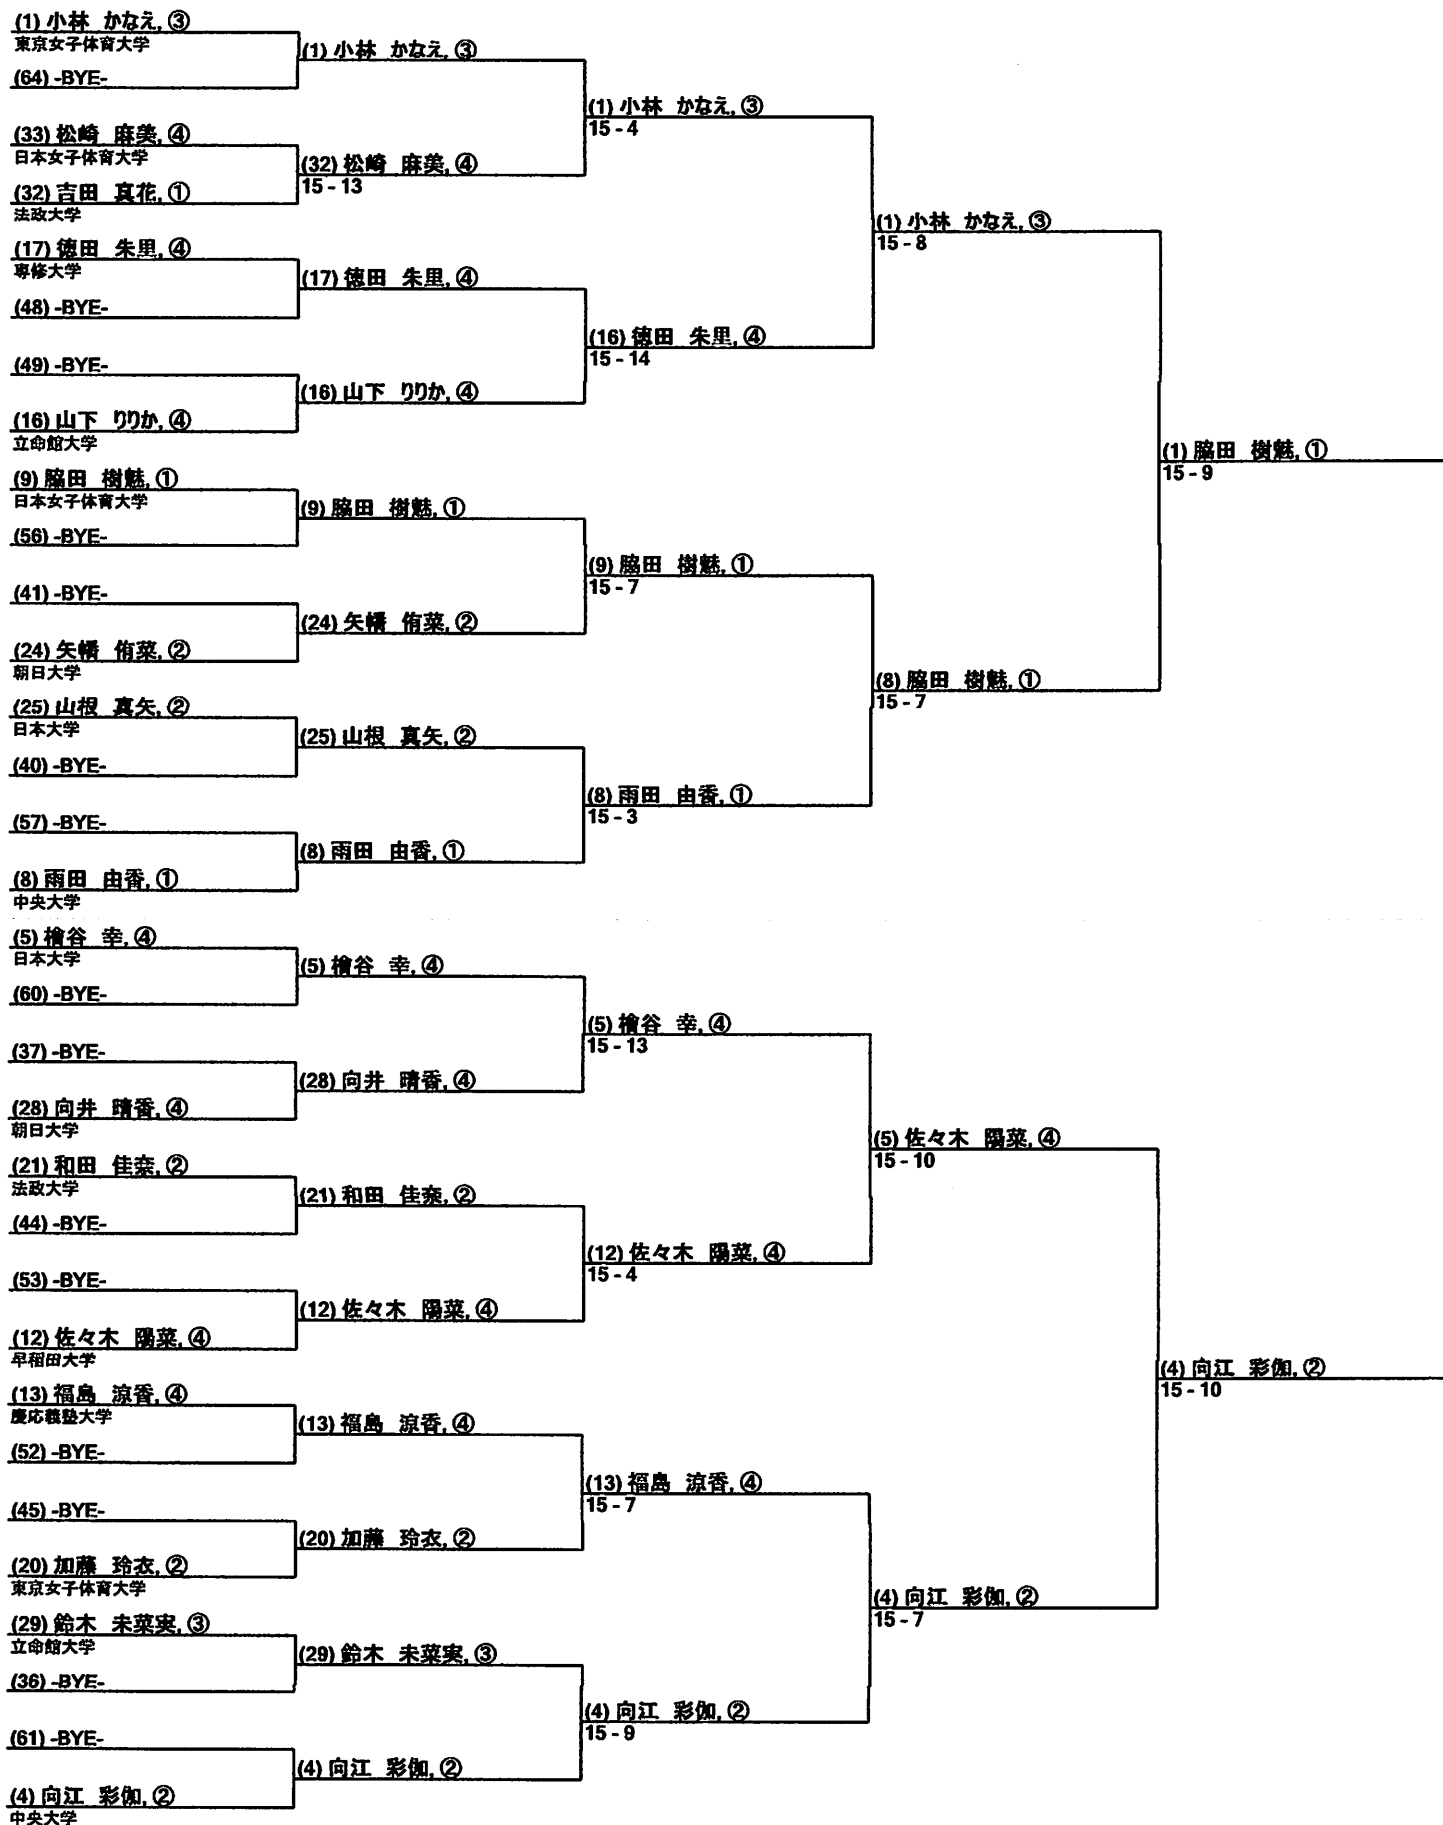 (1) 小林 かなえ, ③
東京女子体育大学
(64) -BYE-
(33) 松崎 麻美, ④
日本女子体育大学
(32) 吉田 真花, ①
法政大学
(17) 徳田 朱里, ④
専修大学
(48) -BYE-
(49) -BYE-
(16) 山下 りりか, ④
立命館大学
(9) 脇田 樹魅, ①
日本女子体育大学
(56) -BYE-
(41) -BYE-
(24) 矢幡 侑菜, ②
朝日大学
(25) 山根 真矢, ②
日本大学
(40) -BYE-
(57) -BYE-
(8) 雨田 由香, ①
中央大学
(5) 檜谷 幸, ④
日本大学
(60) -BYE-
(37) -BYE-
(28) 向井 晴香, ④
朝日大学
(21) 和田 佳奈, ②
法政大学
(44) -BYE-
(53) -BYE-
(12) 佐々木 陽菜, ④
早稲田大学
(13) 福島 涼香, ④
慶応義塾大学
(52) -BYE-
(45) -BYE-
(20) 加藤 玲衣, ②
東京女子体育大学
(29) 鈴木 未菜実, ③
立命館大学
(36) -BYE-
(61) -BYE-
(4) 向江 彩伽, ②
中央大学
(1) 小林 かなえ, ③
(32) 松崎 麻美, ④
15 - 13
(17) 徳田 朱里, ④
(16) 山下 りりか, ④
(9) 脇田 樹魅, ①
(24) 矢幡 侑菜, ②
(25) 山根 真矢, ②
(8) 雨田 由香, ①
(5) 檜谷 幸, ④
(28) 向井 晴香, ④
(21) 和田 佳奈, ②
(12) 佐々木 陽菜, ④
(13) 福島 涼香, ④
(20) 加藤 玲衣, ②
(29) 鈴木 未菜実, ③
(4) 向江 彩伽, ②
(1) 小林 かなえ, ③
15 - 4
(16) 徳田 朱里, ④
15 - 14
(9) 脇田 樹魅, ①
15 - 7
(8) 雨田 由香, ①
15 - 3
(5) 檜谷 幸, ④
15 - 13
(12) 佐々木 陽菜, ④
15 - 4
(13) 福島 涼香, ④
15 - 7
(4) 向江 彩伽, ②
15 - 9
(1) 小林 かなえ, ③
15 - 8
(8) 脇田 樹魅, ①
15 - 7
(5) 佐々木 陽菜, ④
15 - 10
(4) 向江 彩伽, ②
15 - 7
(1) 脇田 樹魅, ①
15 - 9
(4) 向江 彩伽, ②
15 - 10